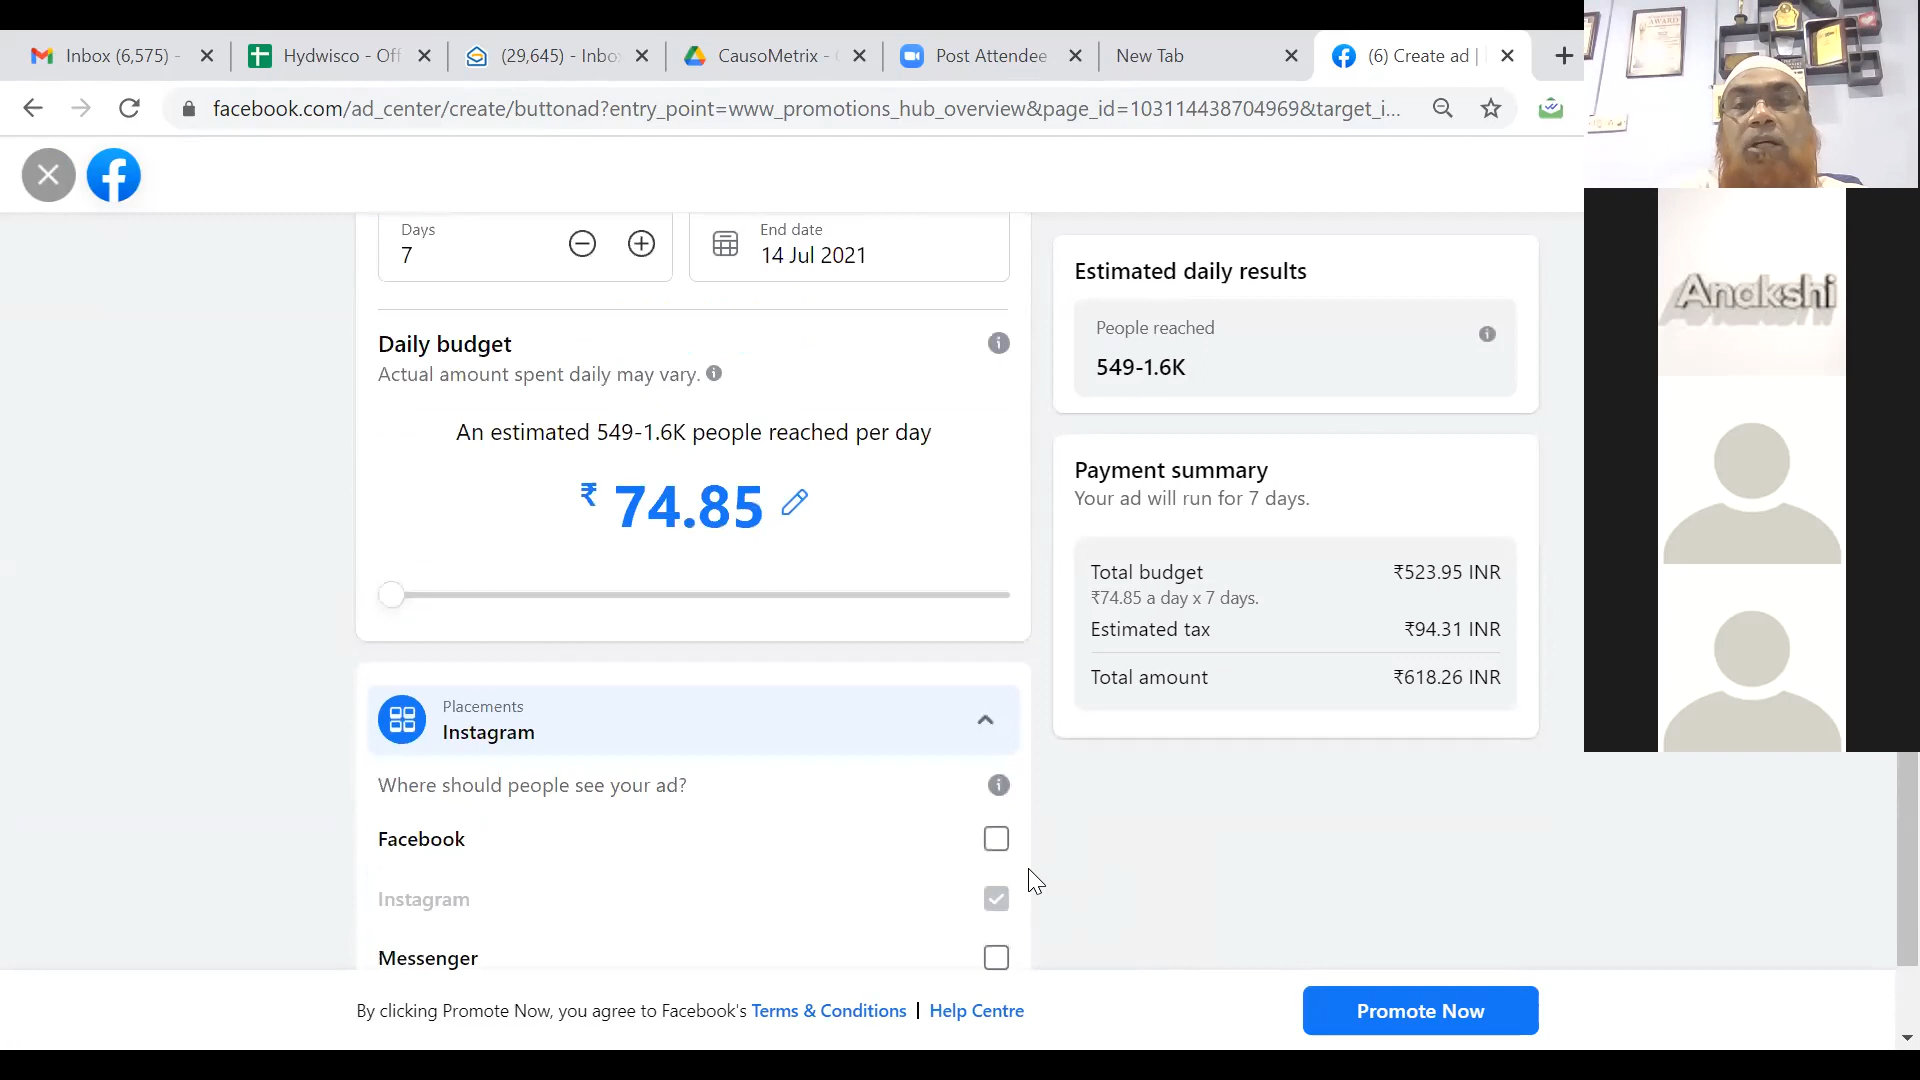 Inbox (6,575) -
Hydwisco - Off
(29,645) - Inbo
CausoMetrix -
Post Attendee
New Tab
(6) Create ad |
facebook.com/ad_center/create/buttonad?entry_point=www_promotions_hub_overview&page_id=103114438704969&target_i...
AWARD
Anakshi
Days
7
End date
14 Jul 2021
Daily budget
Actual amount spent daily may vary.
An estimated 549-1.6K people reached per day
₹ 74.85
Placements
Instagram
Where should people see your ad?
Facebook
Instagram
Messenger
Estimated daily results
People reached
549-1.6K
Payment summary
Your ad will run for 7 days.
Total budget ₹523.95 INR
₹74.85 a day x 7 days.
Estimated tax ₹94.31 INR
Total amount ₹618.26 INR
By clicking Promote Now, you agree to Facebook's Terms & Conditions | Help Centre
Promote Now